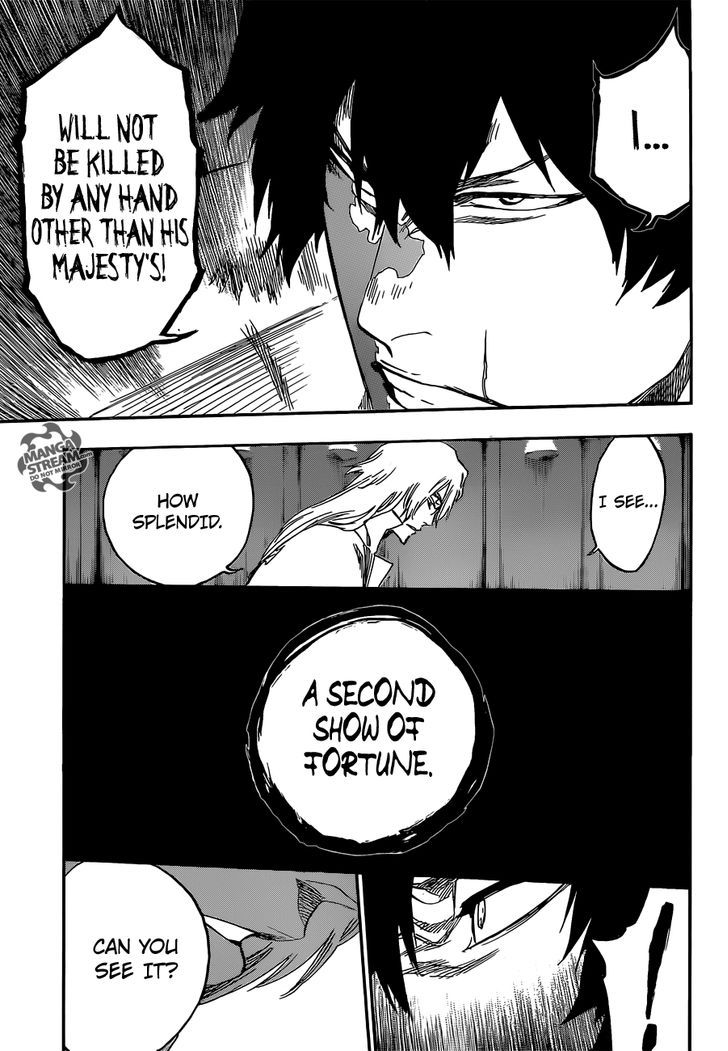 I...
WILL NOT
BE KILLED
BY ANY HAND
OTHER THAN HIS
MAJESTY'S!
I SEE...
HOW
SPLENDID.
MANGA
STREAM.com
DO NOT MIRROR
A SECOND
SHOW OF
FORTUNE.
!
CAN YOU
SEE IT?